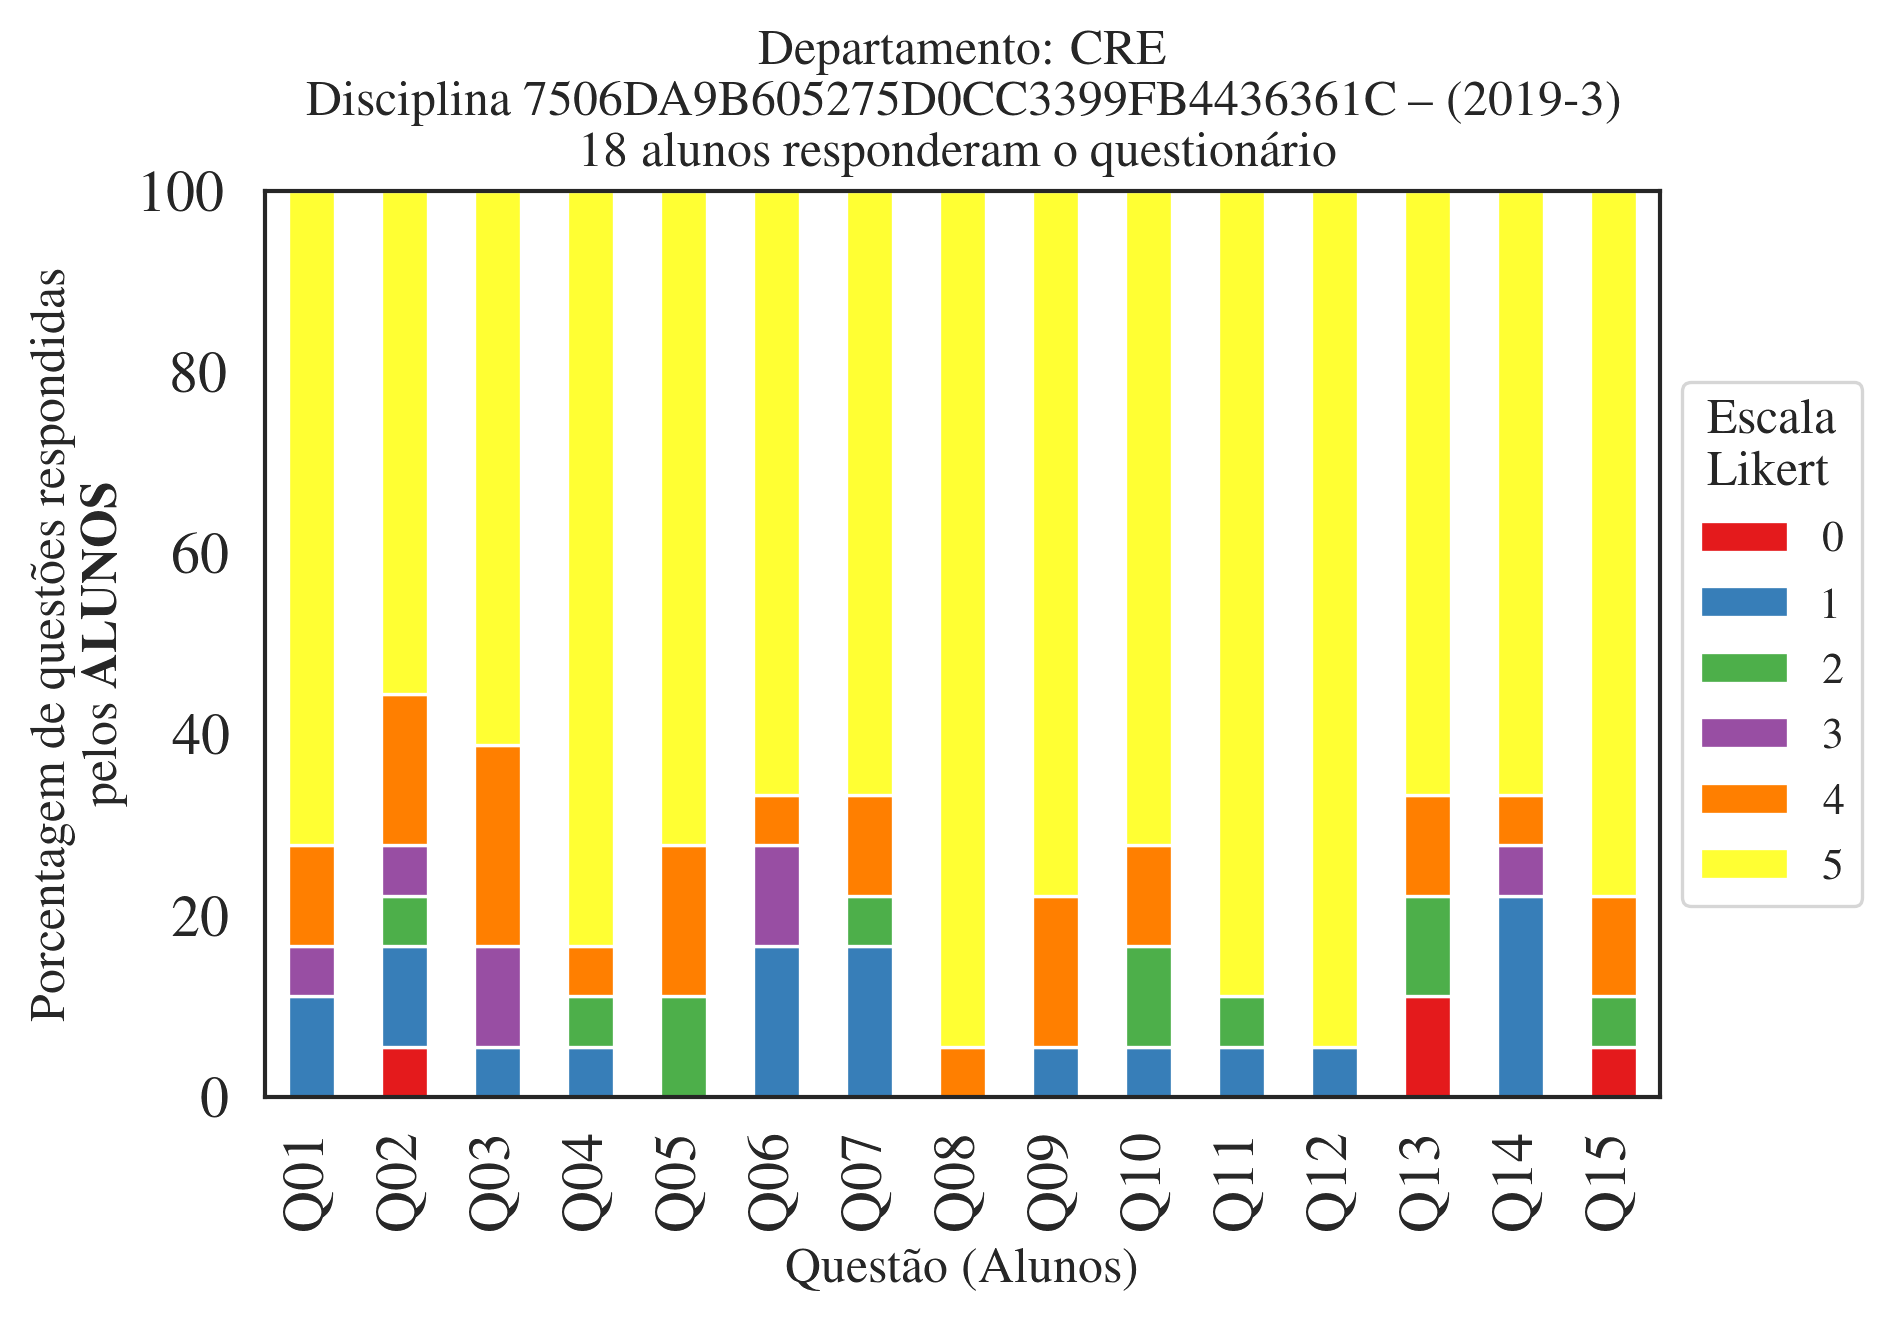 Departamento: CRE
Disciplina 7506DA9B605275D0CC3399FB4436361C – (2019-3)
18 alunos responderam o questionário
Porcentagem de questões respondidas
pelos ALUNOS
100
80
60
40
20
0
Q01
Q02
Q03
Q04
Q05
Q06
Q07
Q08
Q09
Q10
Q11
Q12
Q13
Q14
Q15
Questão (Alunos)
Escala
Likert
0
1
2
3
4
5